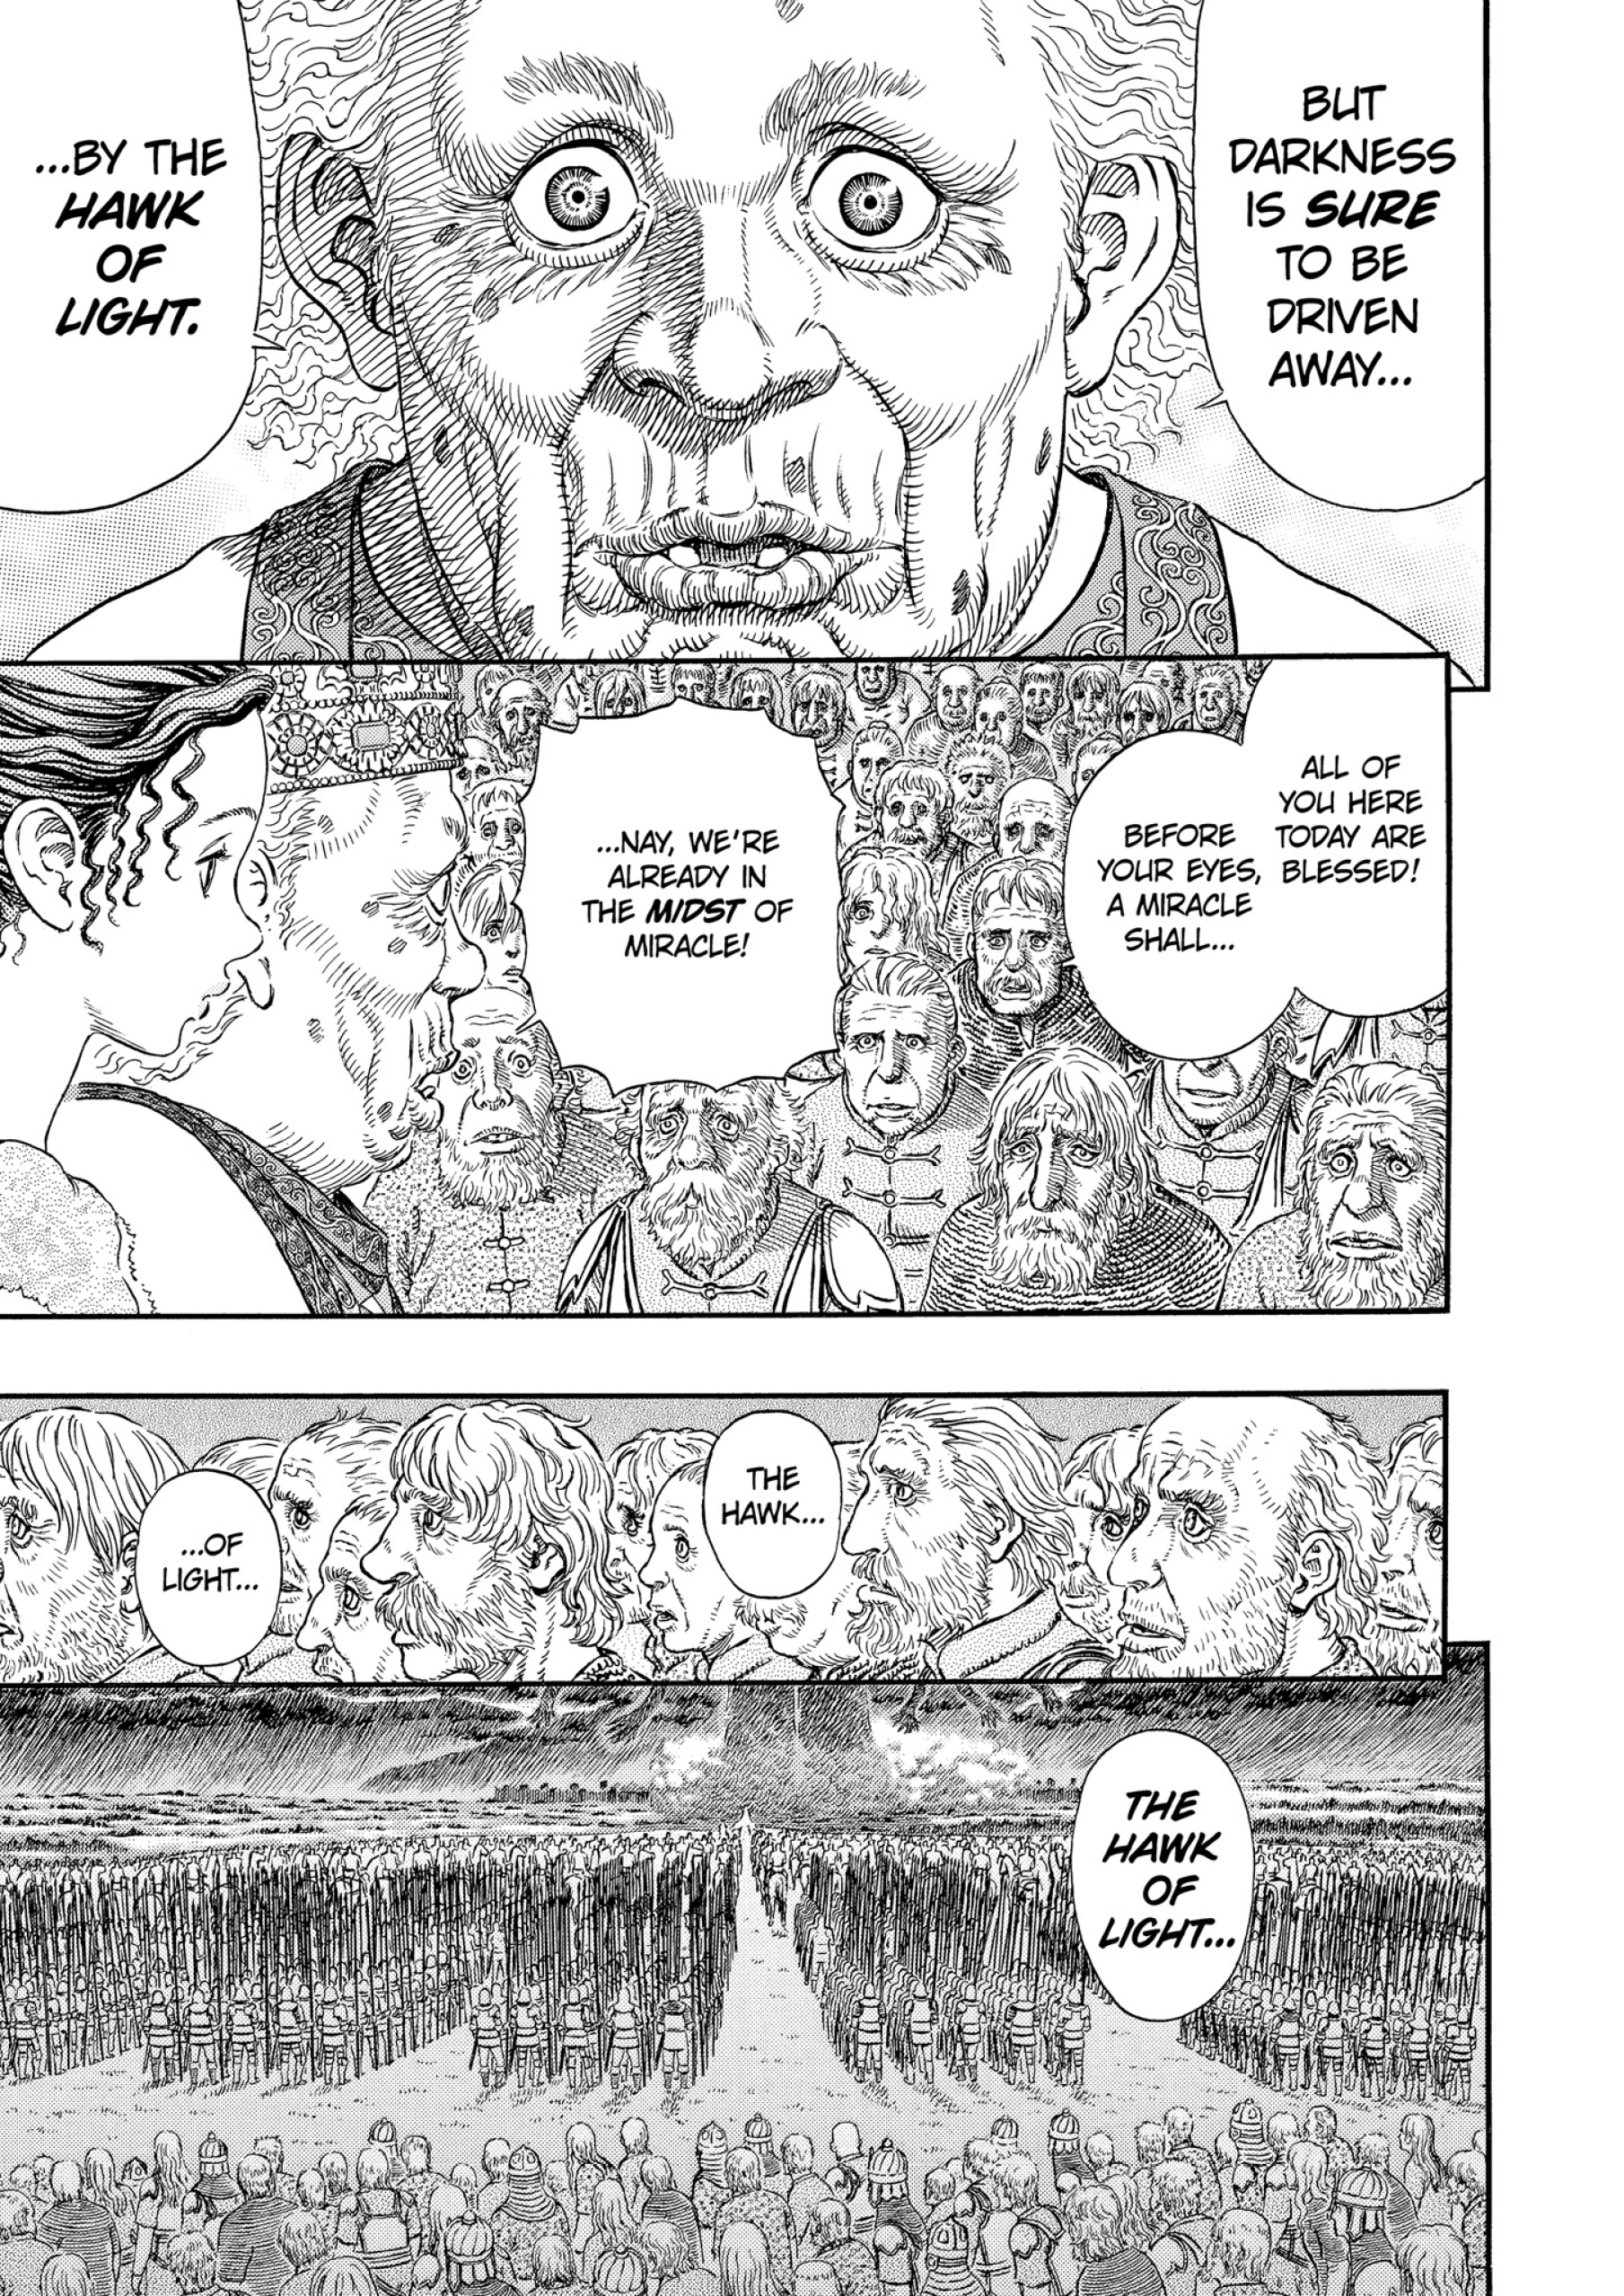 BUT
DARKNESS
IS SURE
TO BE
DRIVEN
AWAY...
...BY THE
HAWK
OF
LIGHT.
ALL OF
YOU HERE
TODAY ARE
BLESSED!
BEFORE
YOUR EYES,
A MIRACLE
SHALL...
...NAY, WE'RE
ALREADY IN
THE MIDST OF
MIRACLE!
THE
HAWK...
...OF
LIGHT...
THE
HAWK
OF
LIGHT...